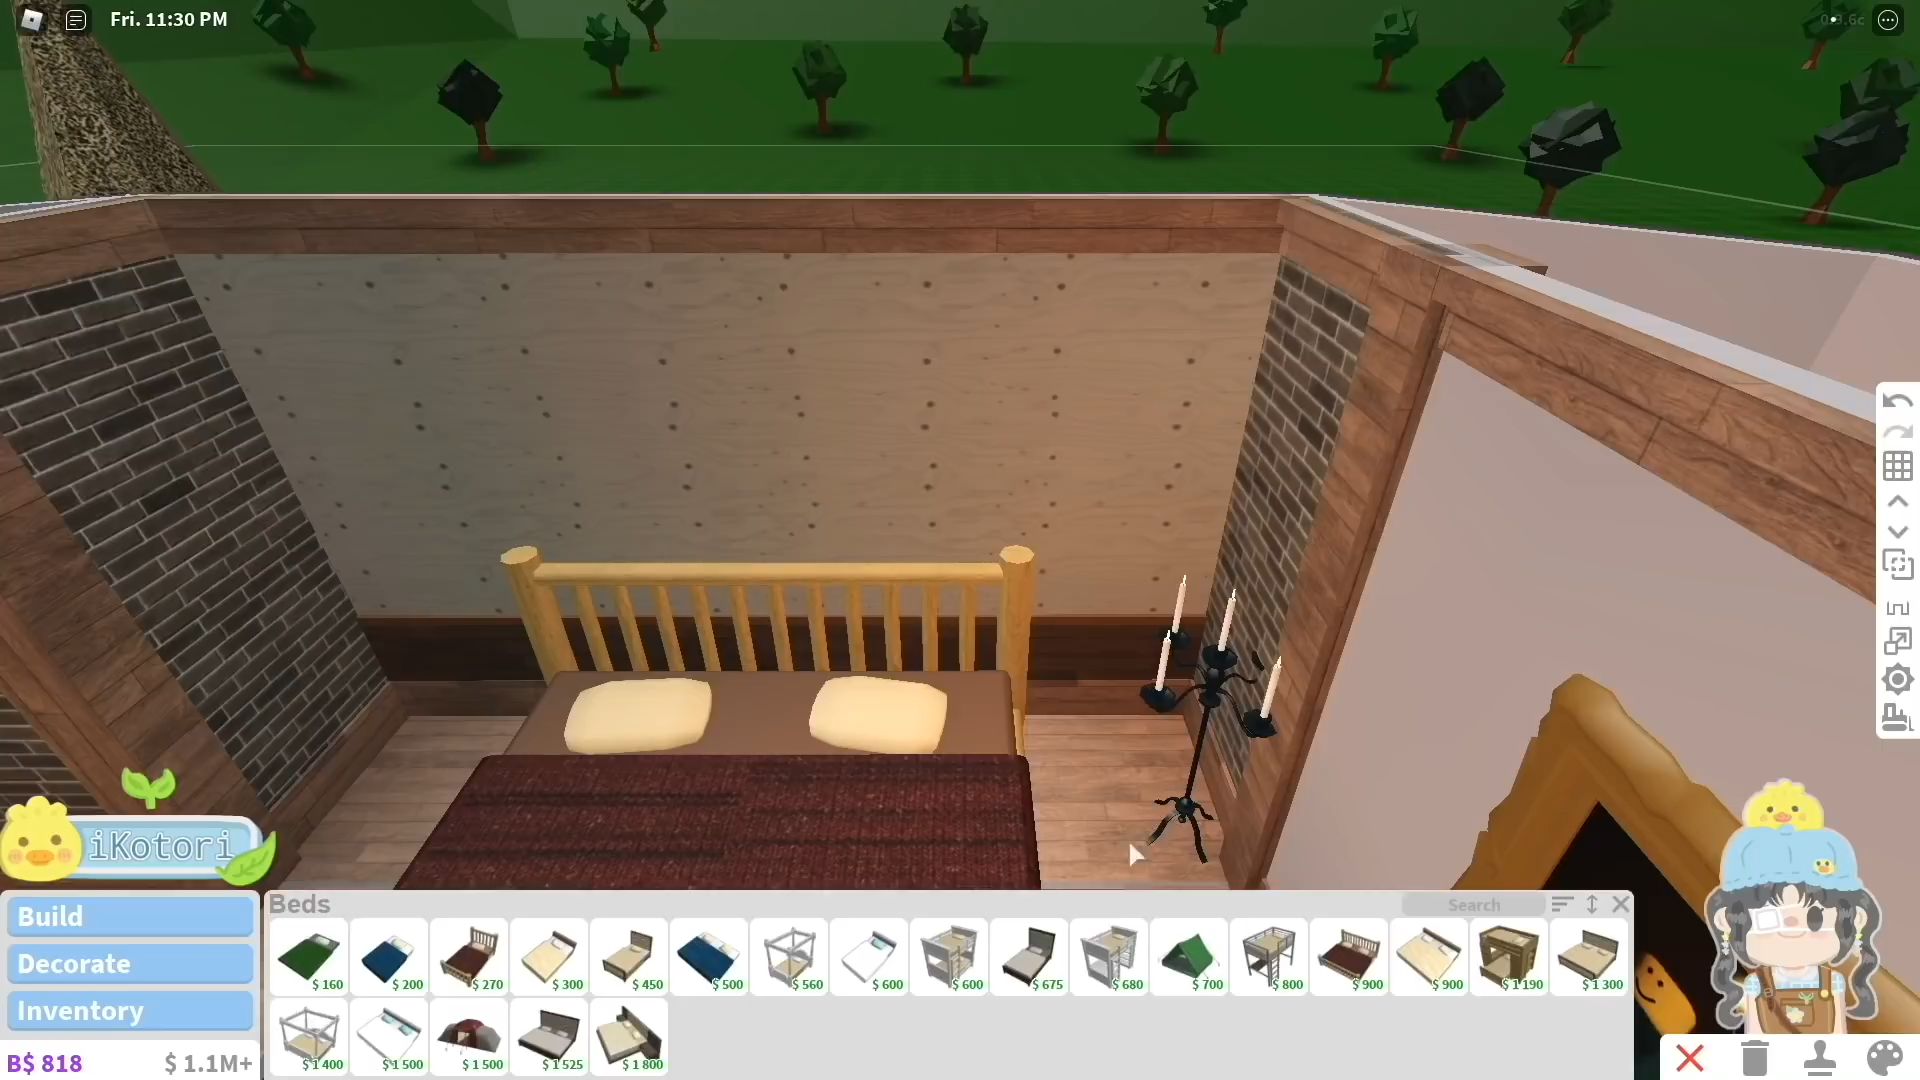 Fri. 11:30 PM
iKotori
Build
Decorate
Inventory
B$ 818
$ 1.1M+
Beds
Search
$ 160
$ 200
$ 270
$ 300
$ 450
$ 500
$ 560
$ 600
$ 600
$ 675
$ 680
$ 700
$ 800
$ 900
$ 900
$ 1 190
$ 1 300
$ 1 400
$ 1 500
$ 1 500
$ 1 525
$ 1 800